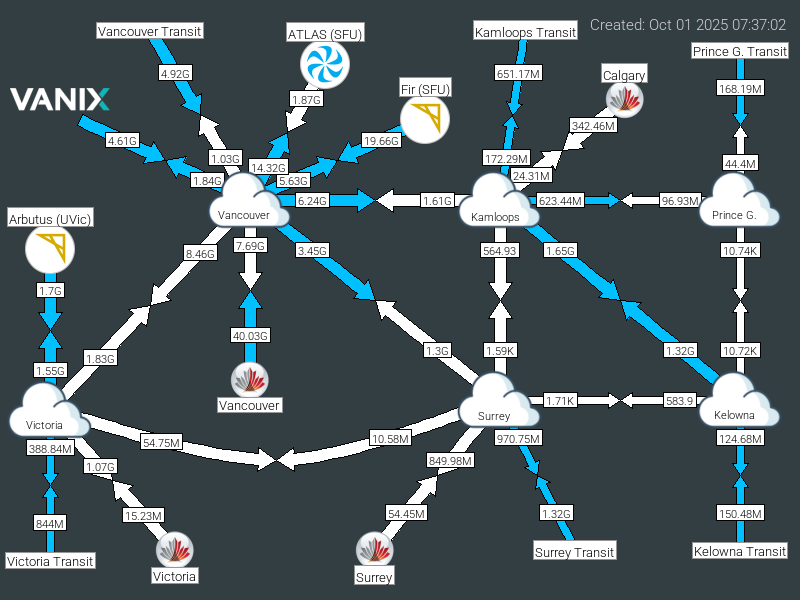 Created: Oct 01 2025 07:37:02
Vancouver Transit
ATLAS (SFU)
Kamloops Transit
Prince G. Transit
4.92G
651.17M
Calgary
168.19M
Fir (SFU)
VANIX
1.87G
342.46M
4.61G
19.66G
1.03G
172.29M
44.4M
14.32G
24.31M
1.84G
5.63G
6.24G
1.61G
623.44M
96.93M
Arbutus (UVic)
Vancouver
Kamloops
Prince G.
8.46G
7.69G
3.45G
564.93
1.65G
10.74K
1.7G
40.03G
1.83G
1.3G
1.59K
1.32G
10.72K
1.55G
Vancouver
1.71K
583.9
Victoria
Surrey
Kelowna
388.84M
54.75M
10.58M
970.75M
124.68M
1.07G
849.98M
844M
15.23M
54.45M
1.32G
150.48M
Victoria Transit
Victoria
Surrey
Surrey Transit
Kelowna Transit